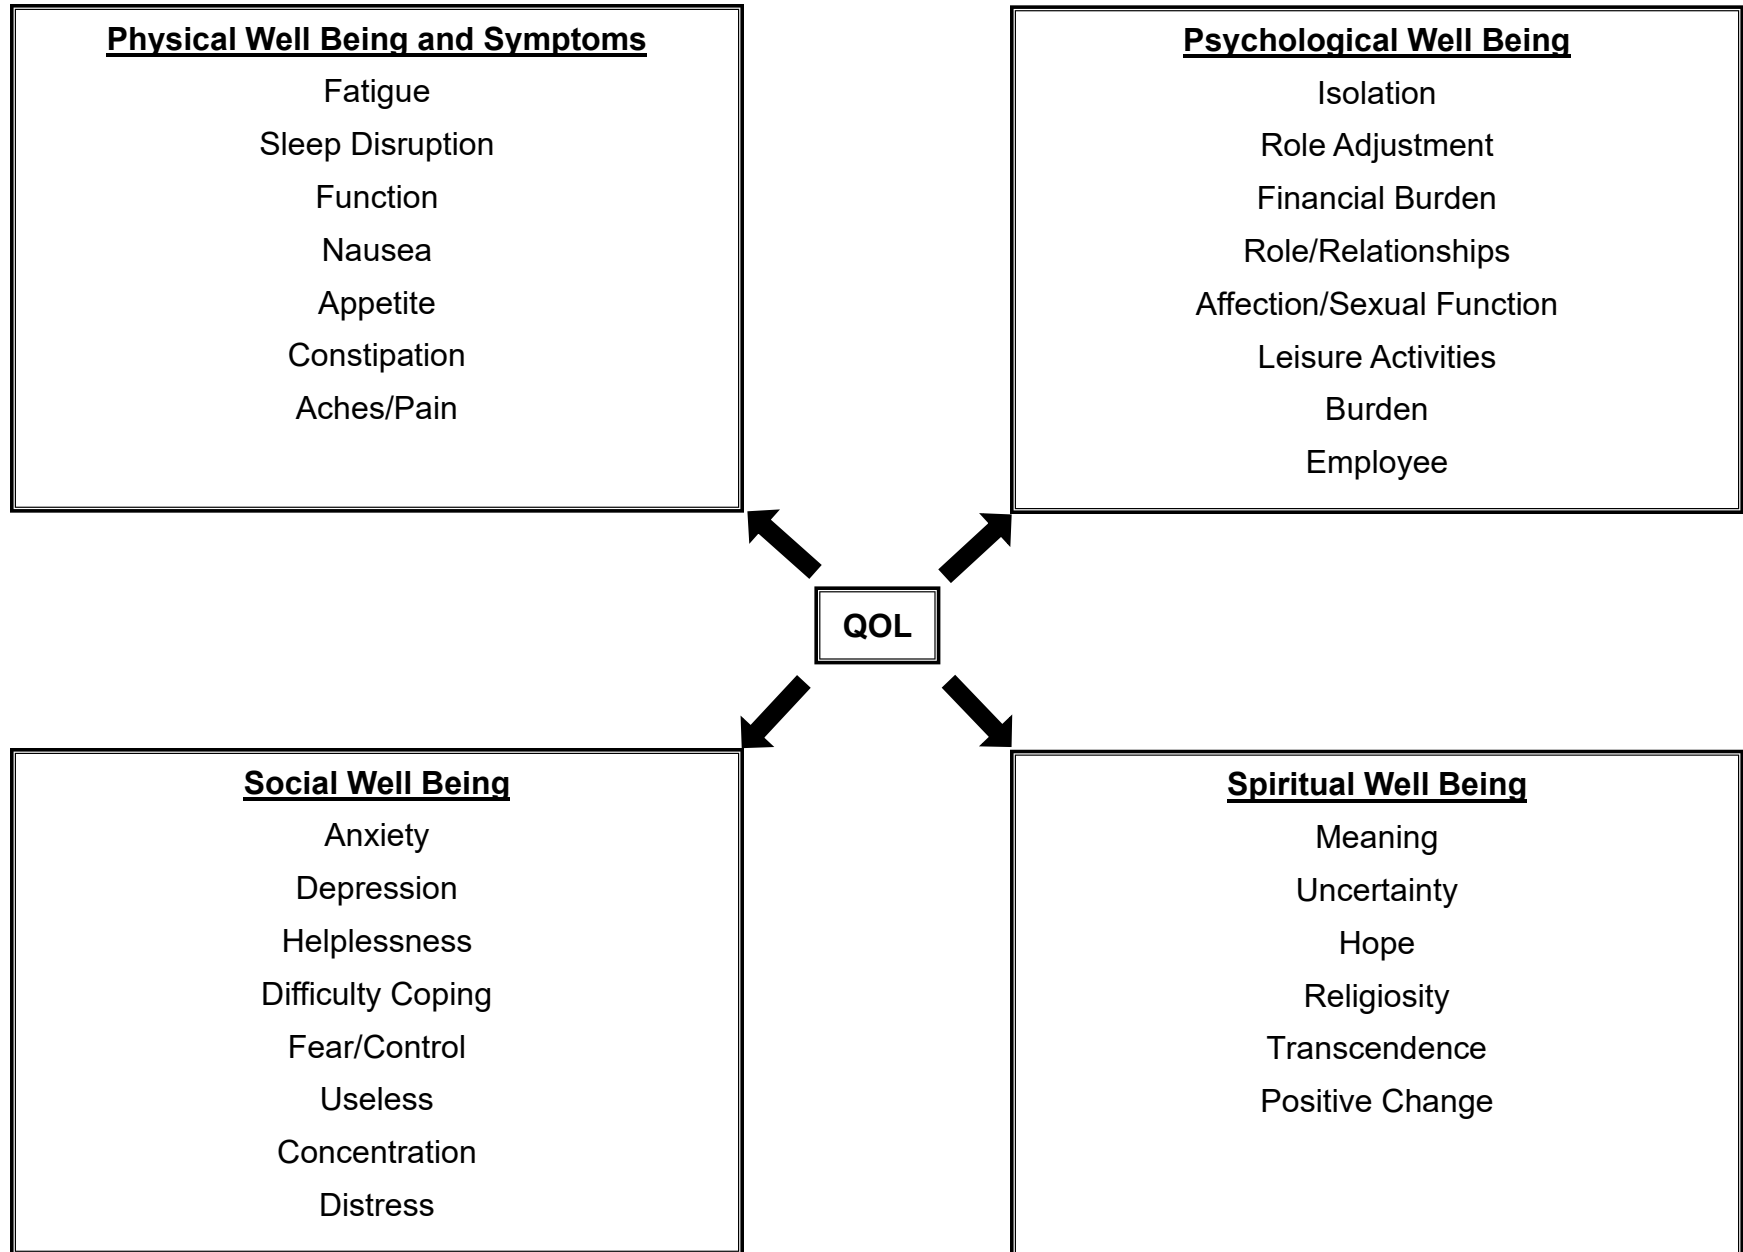 Physical Well Being and Symptoms
Fatigue
Sleep Disruption
Function
Nausea
Appetite
Constipation
Aches/Pain
Psychological Well Being
Isolation
Role Adjustment
Financial Burden
Role/Relationships
Affection/Sexual Function
Leisure Activities
Burden
Employee
QOL
Social Well Being
Anxiety
Depression
Helplessness
Difficulty Coping
Fear/Control
Useless
Concentration
Distress
Spiritual Well Being
Meaning
Uncertainty
Hope
Religiosity
Transcendence
Positive Change